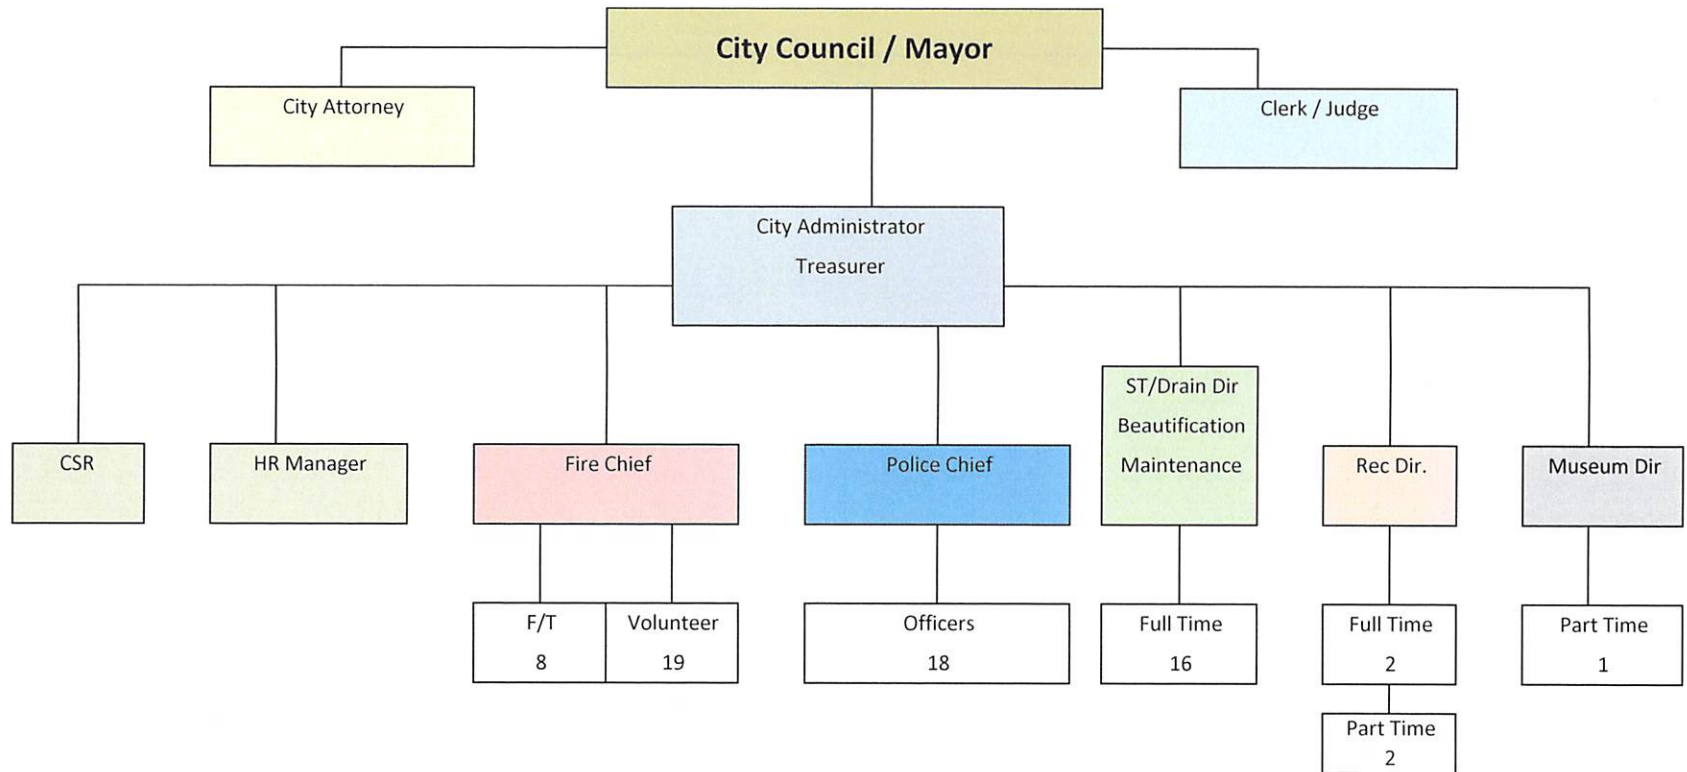 City Council / Mayor
City Attorney
Clerk / Judge
City Administrator
Treasurer
CSR
HR Manager
Fire Chief
Police Chief
ST/Drain Dir
Beautification
Maintenance
Rec Dir.
Museum Dir
F/T
8
Volunteer
19
Officers
18
Full Time
16
Full Time
2
Part Time
1
Part Time
2